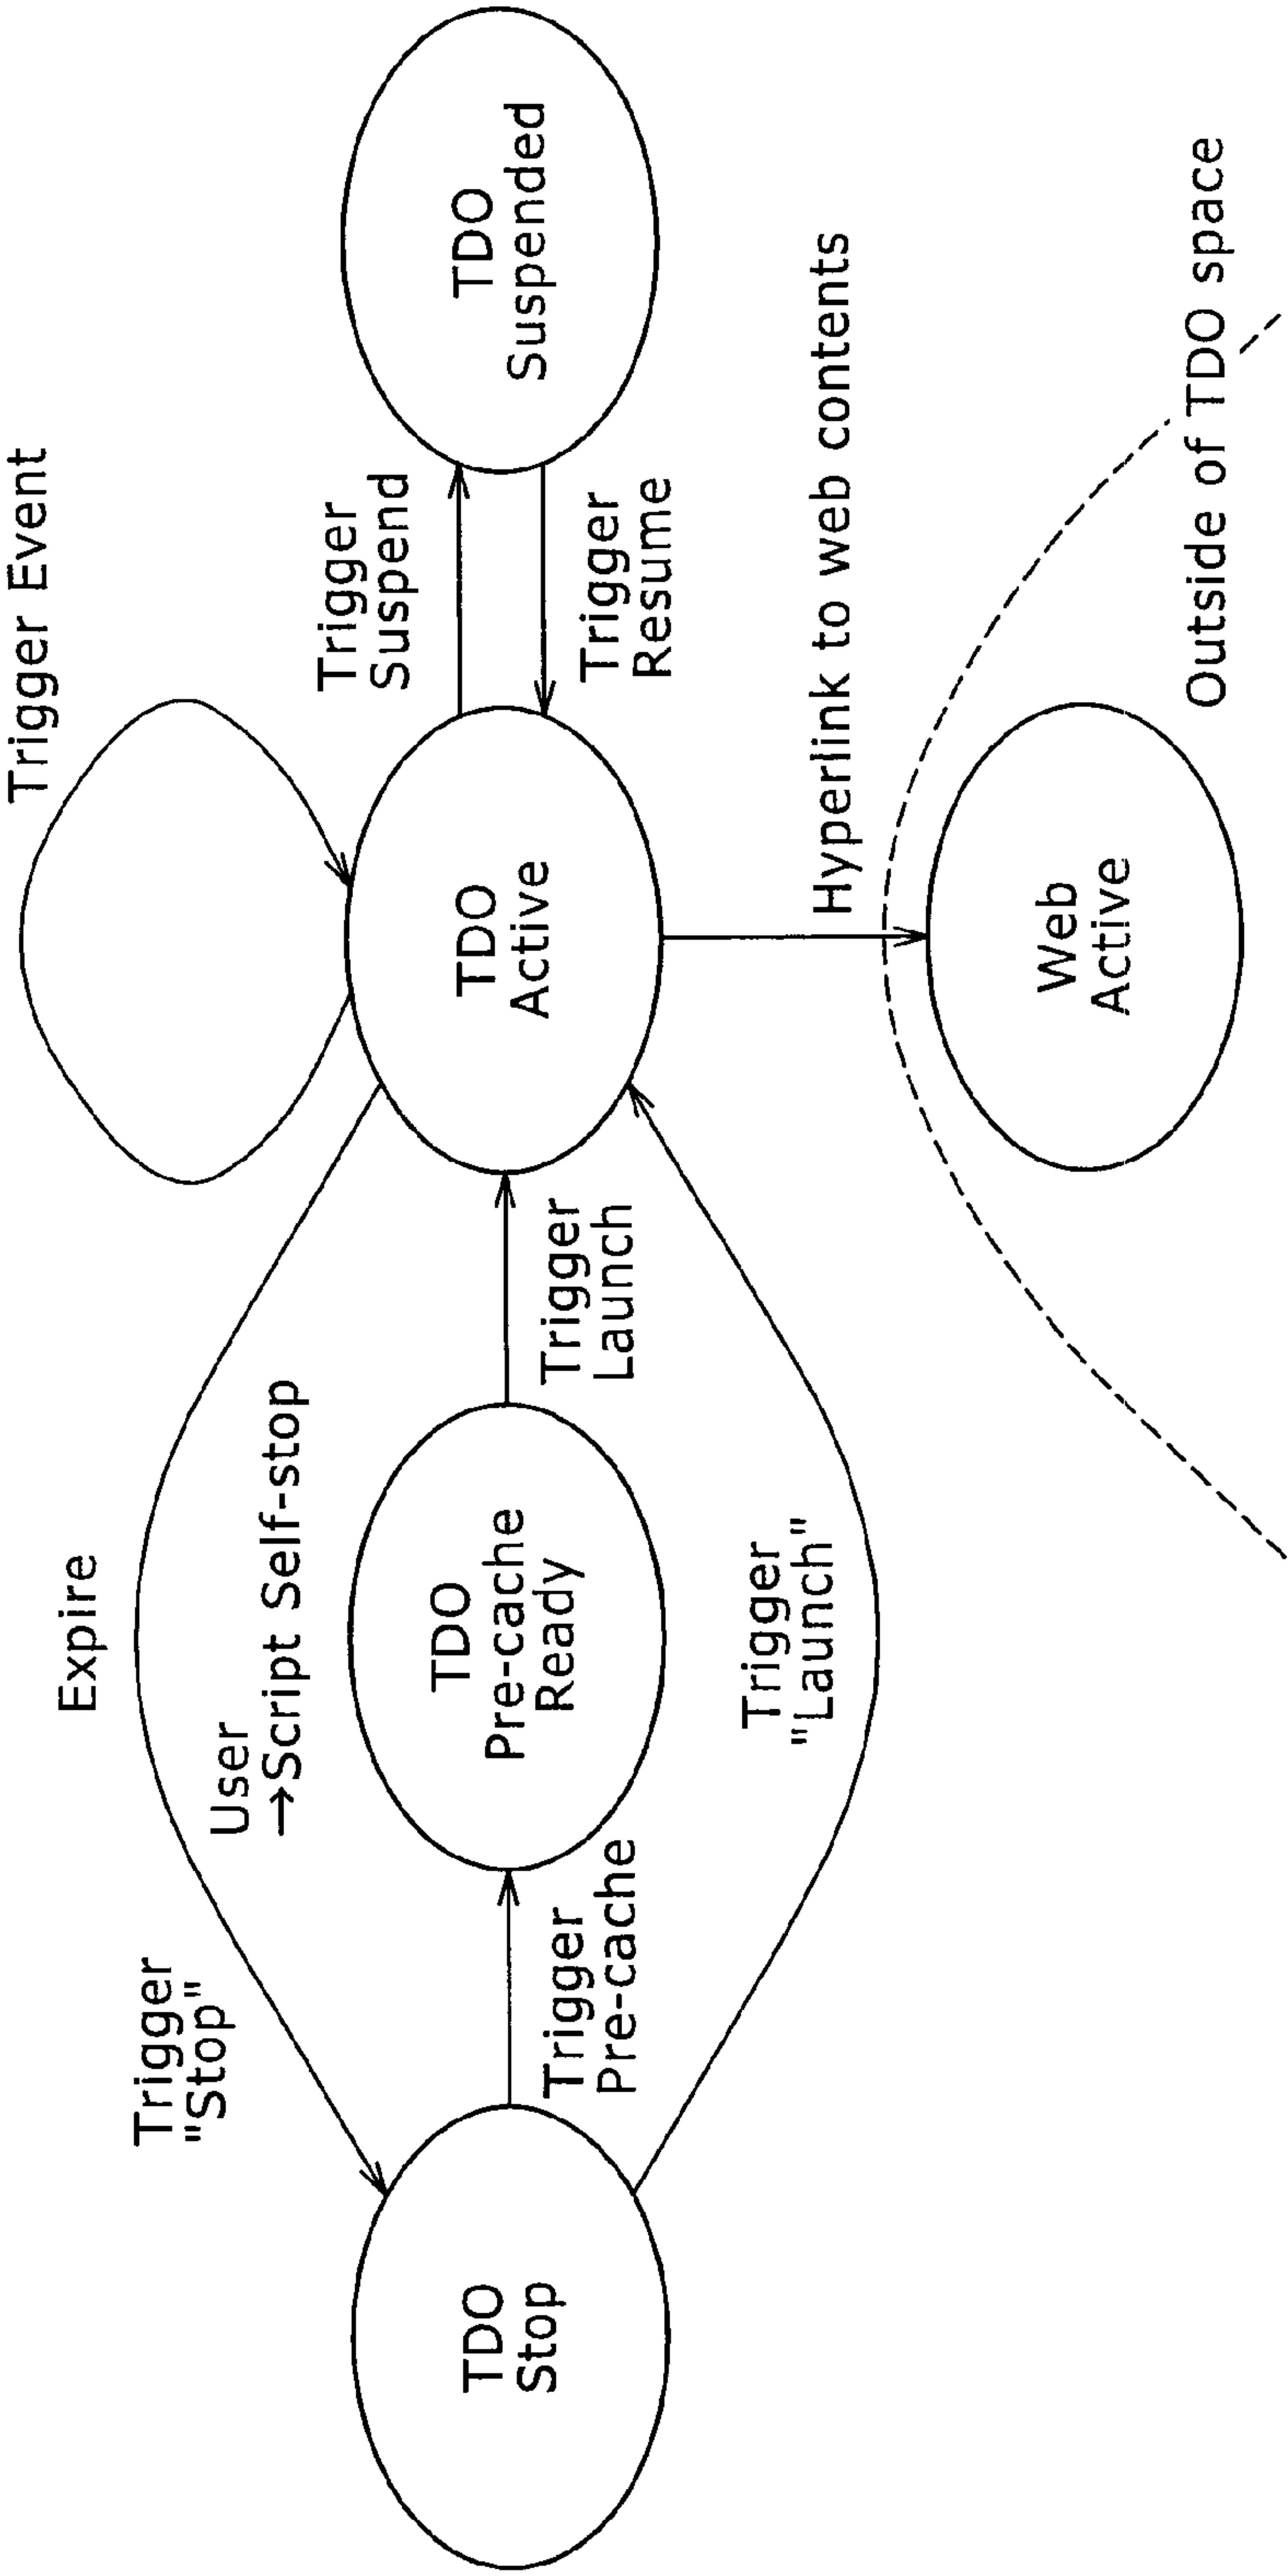 Trigger Event
Expire
Trigger
"Stop"
User
→Script Self-stop
Trigger
Suspend
TDO
Stop
TDO
Pre-cache
Ready
TDO
Active
TDO
Suspended
Trigger
Pre-cache
Trigger
Launch
Trigger
Resume
Trigger
"Launch"
Hyperlink to web contents
Web
Active
Outside of TDO space